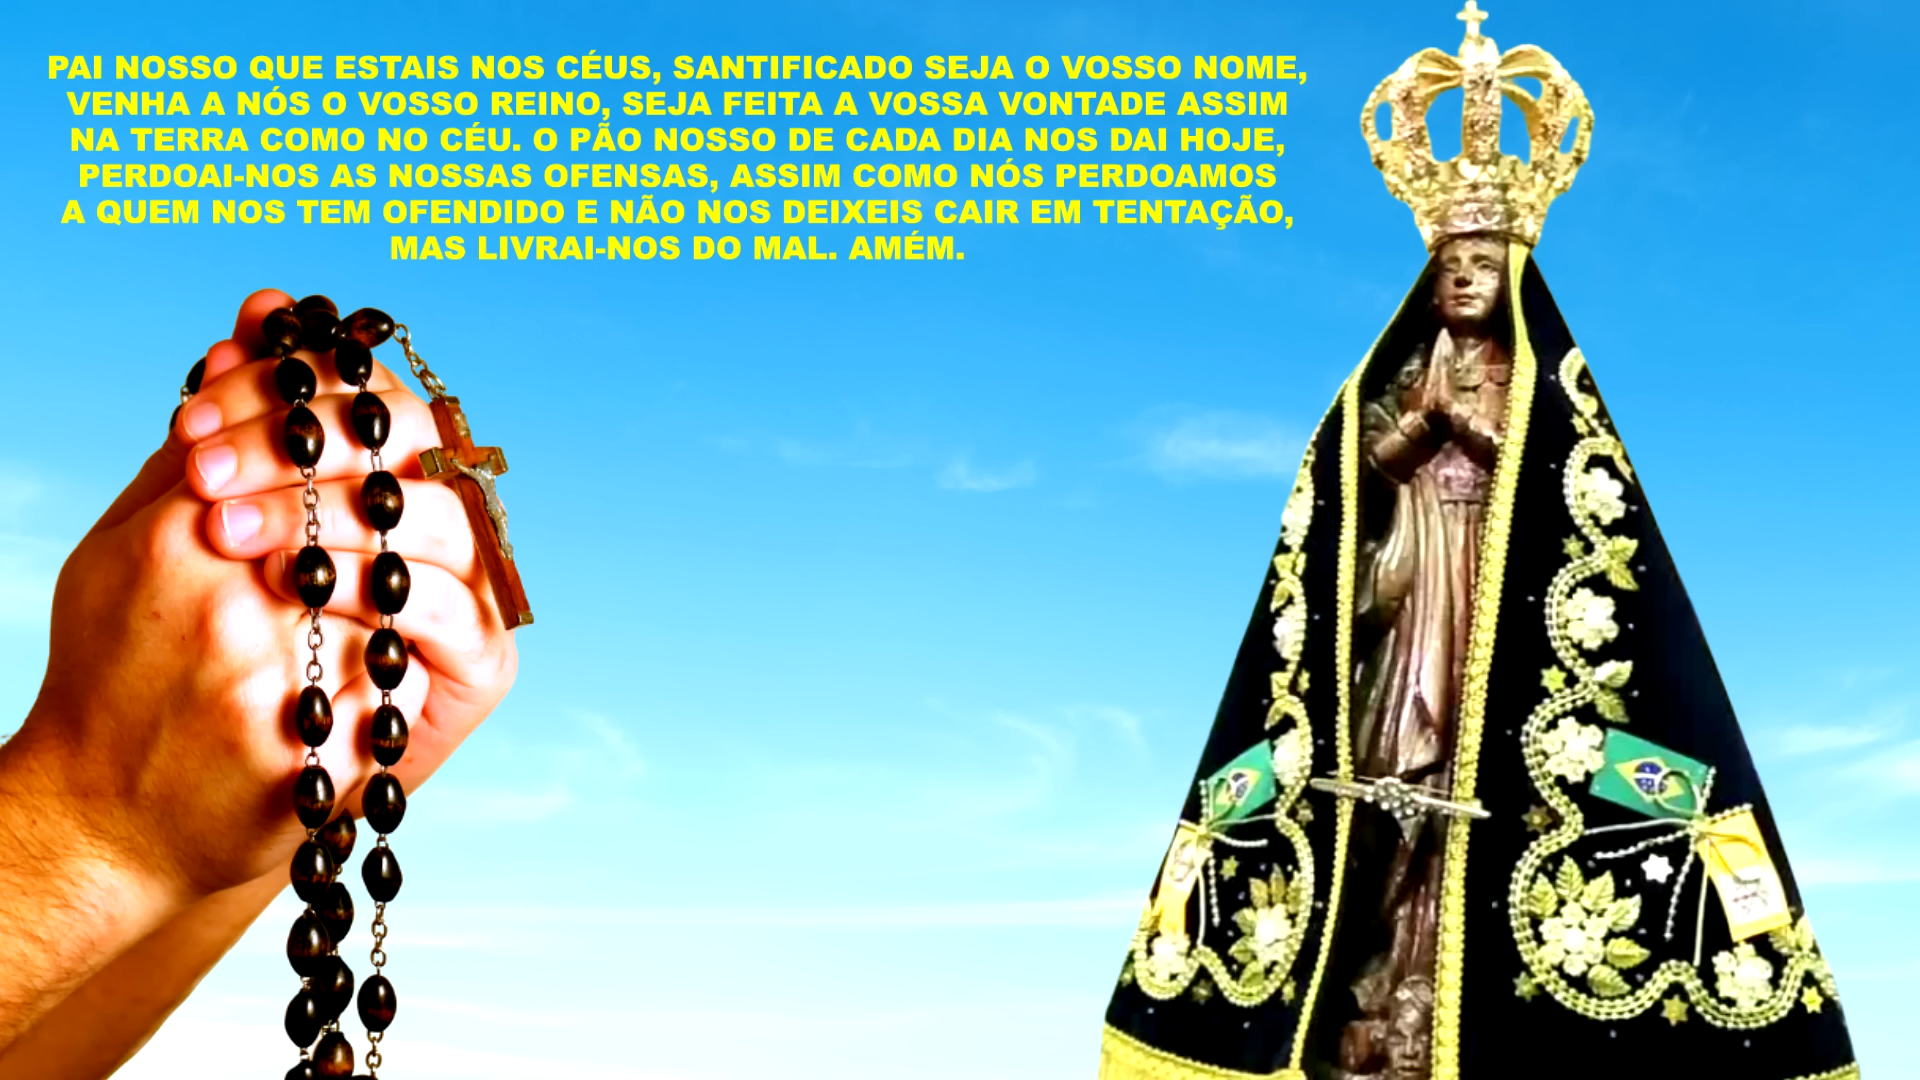 PAI NOSSO QUE ESTAIS NOS CÉUS, SANTIFICADO SEJA O VOSSO NOME,
VENHA A NÓS O VOSSO REINO, SEJA FEITA A VOSSA VONTADE ASSIM
NA TERRA COMO NO CÉU. O PÃO NOSSO DE CADA DIA NOS DAI HOJE,
PERDOAI-NOS AS NOSSAS OFENSAS, ASSIM COMO NÓS PERDOAMOS
A QUEM NOS TEM OFENDIDO E NÃO NOS DEIXEIS CAIR EM TENTAÇÃO,
MAS LIVRAI-NOS DO MAL. AMÉM.